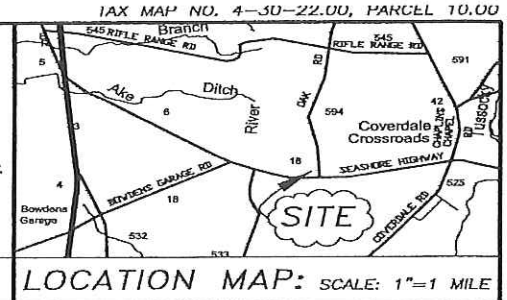 TAX MAP NO. 4-30-22.00, PARCEL 10.00
545 RIFLE RANGE RD
Branch
545
RIFLE RANGE RD
5
591
Ake
Ditch
RD
6
River
OAK
594
42
Coverdale
Crossroads
CHAPLINS
CHAPEL
RD
Tussocky
3
18
SEASHORE HIGHWAY
4
BOWDENS GARAGE RD
18
Bowdens
Garage
SITE
COVERDALE RD
525
532
533
LOCATION MAP: SCALE: 1"=1 MILE